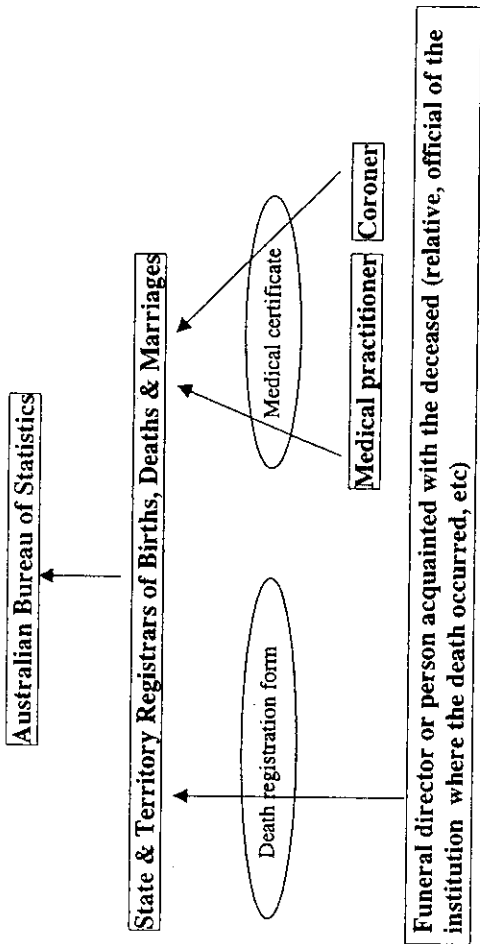 Australian Bureau of Statistics
State & Territory Registrars of Births, Deaths & Marriages
Death registration form
Medical certificate
Medical practitioner
Coroner
Funeral director or person acquainted with the deceased (relative, official of the
institution where the death occurred, etc)